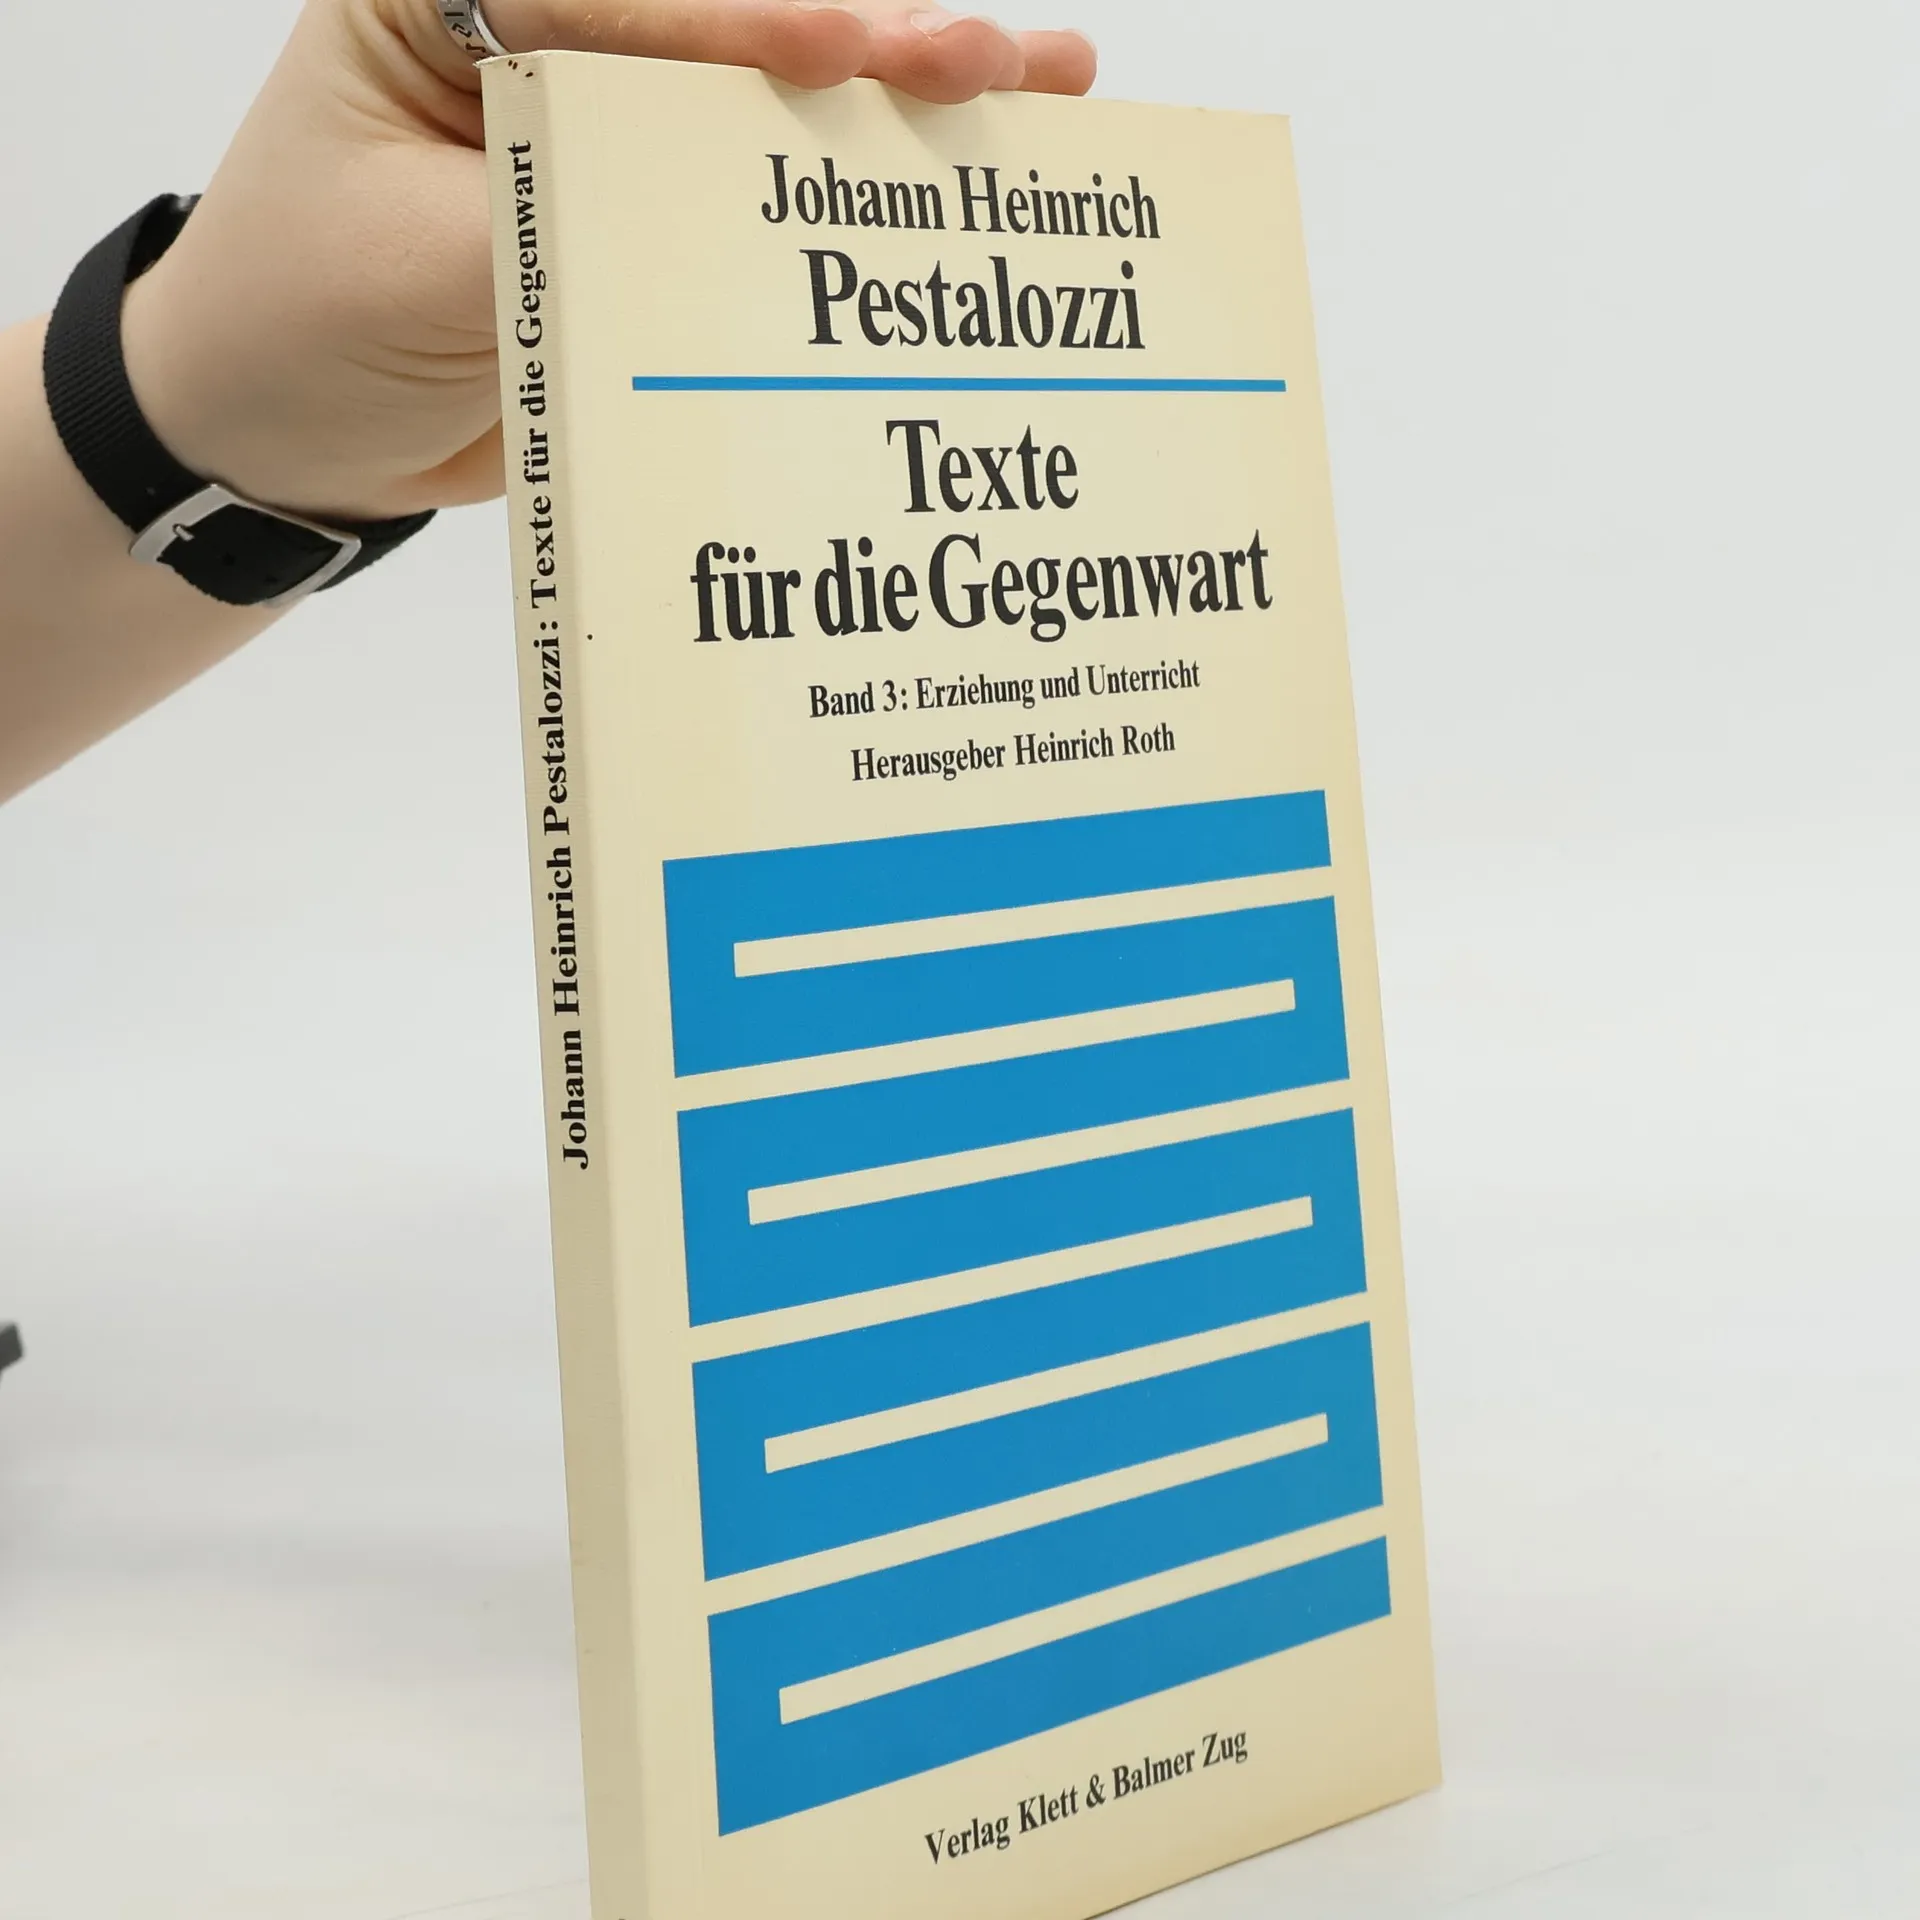 Johann Heinrich Pestalozzi: Texte für die Gegenwart
Johann Heinrich
Pestalozzi
Texte
für die Gegenwart
Band 3: Erziehung und Unterricht
Herausgeber Heinrich Roth
Verlag Klett & Balmer Zug